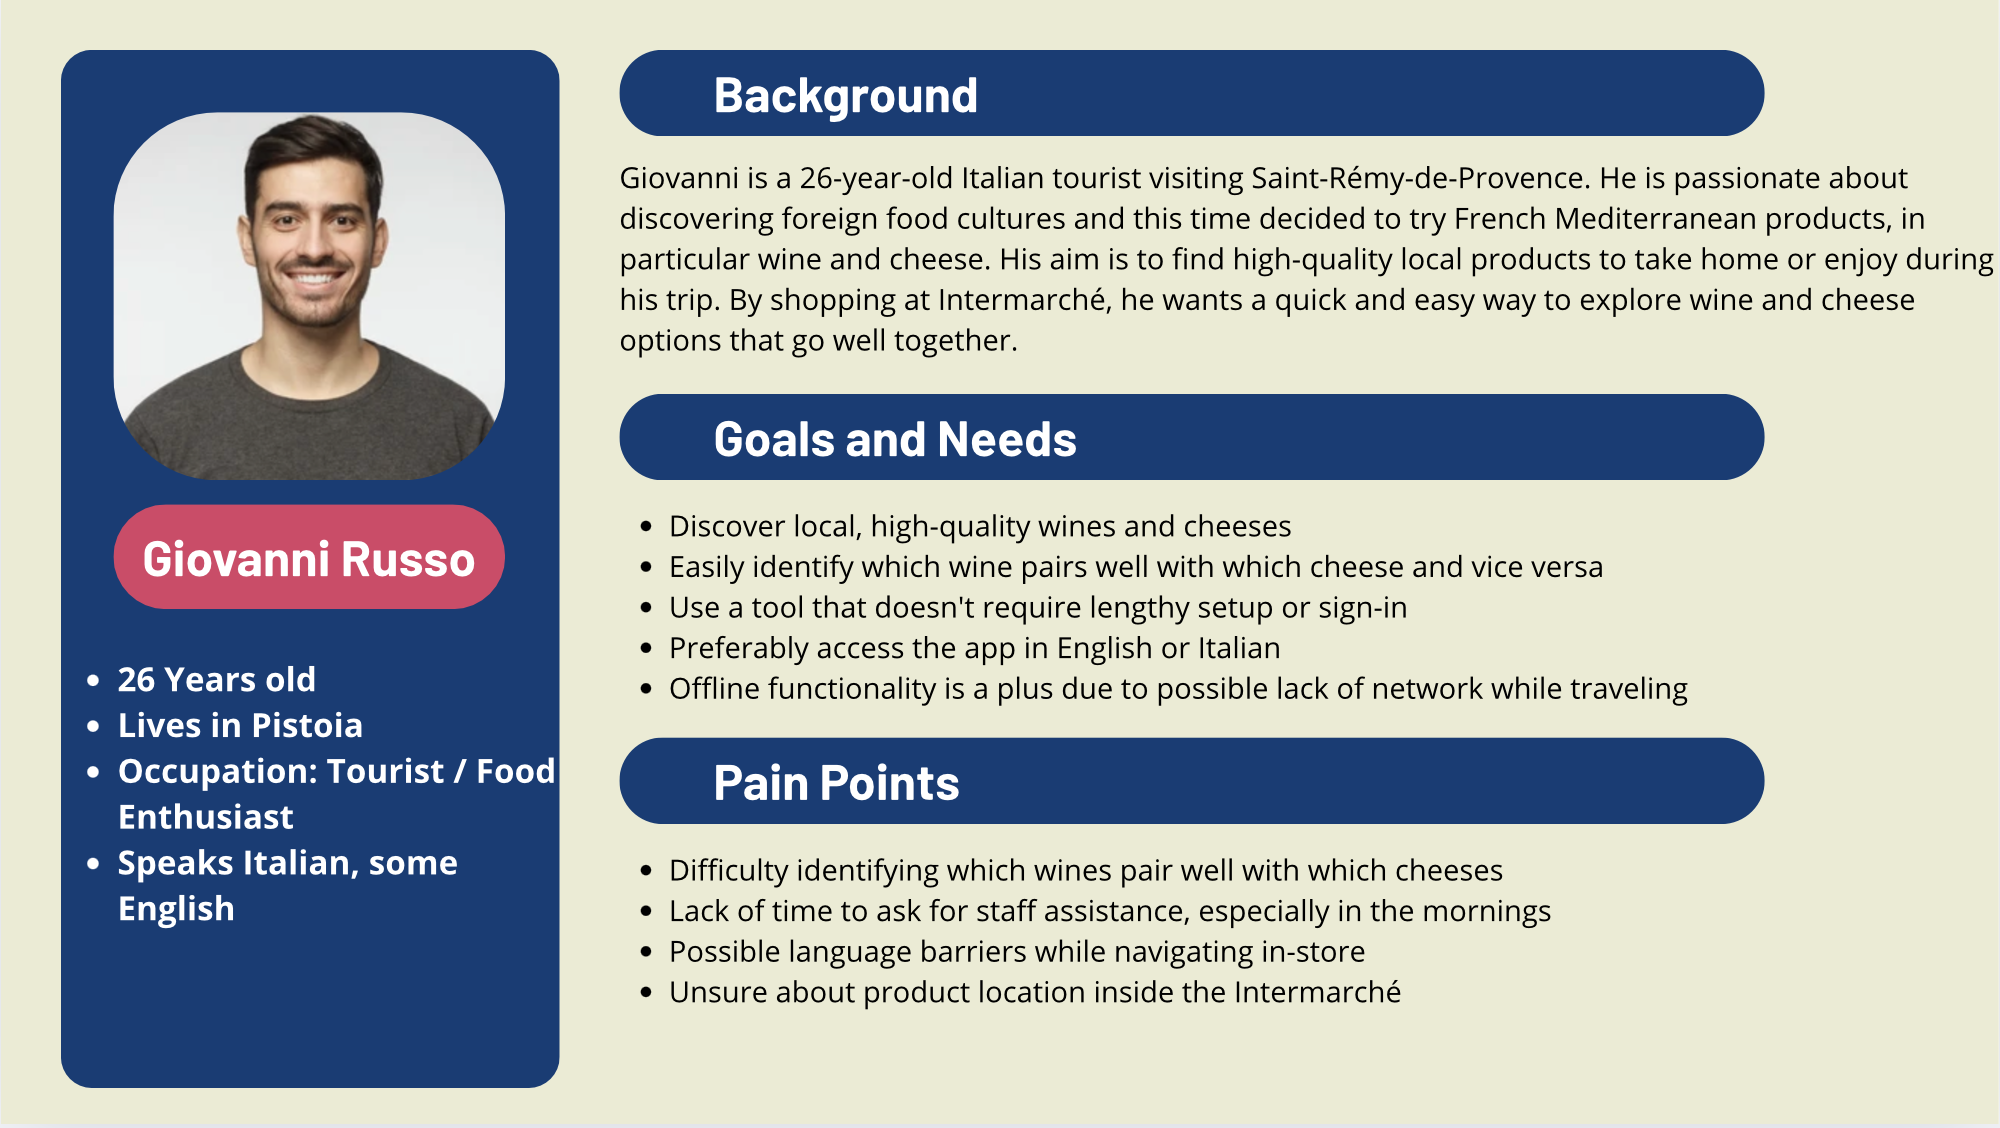 Giovanni Russo
• 26 Years old
• Lives in Pistoia
• Occupation: Tourist / Food
Enthusiast
• Speaks Italian, some
English
Background
Giovanni is a 26-year-old Italian tourist visiting Saint-Rémy-de-Provence. He is passionate about
discovering foreign food cultures and this time decided to try French Mediterranean products, in
particular wine and cheese. His aim is to find high-quality local products to take home or enjoy during
his trip. By shopping at Intermarché, he wants a quick and easy way to explore wine and cheese
options that go well together.
Goals and Needs
• Discover local, high-quality wines and cheeses
• Easily identify which wine pairs well with which cheese and vice versa
• Use a tool that doesn't require lengthy setup or sign-in
• Preferably access the app in English or Italian
• Offline functionality is a plus due to possible lack of network while traveling
Pain Points
• Difficulty identifying which wines pair well with which cheeses
• Lack of time to ask for staff assistance, especially in the mornings
• Possible language barriers while navigating in-store
• Unsure about product location inside the Intermarché